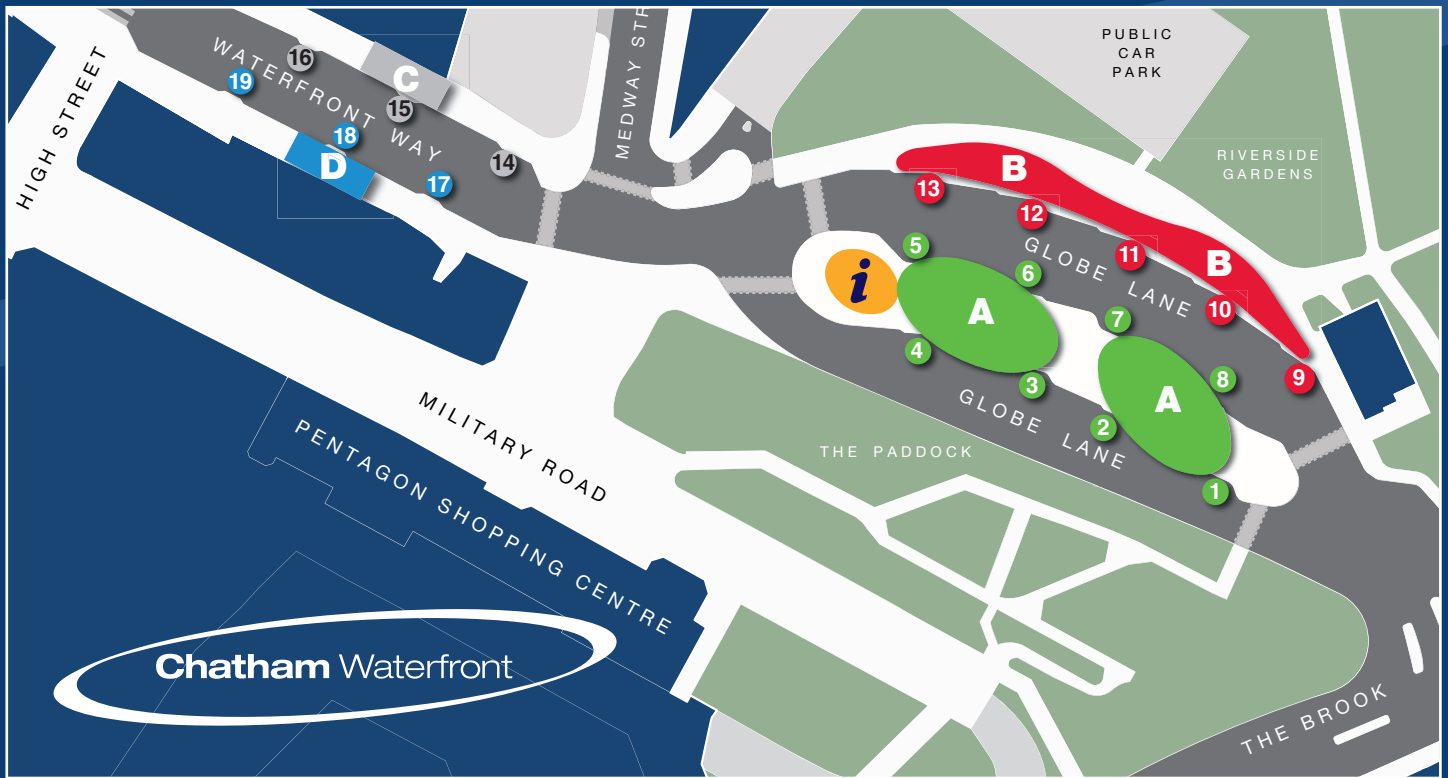 PUBLIC
CAR
PARK
MEDWAY STR
HIGH STREET
WATERFRONT WAY
16
19
C
15
18
D
17
14
RIVERSIDE
GARDENS
B
13
12
11
B
10
9
GLOBE LANE
5
6
i
A
7
4
3
8
A
2
1
GLOBE LANE
THE PADDOCK
MILITARY ROAD
PENTAGON SHOPPING CENTRE
Chatham Waterfront
THE BROOK